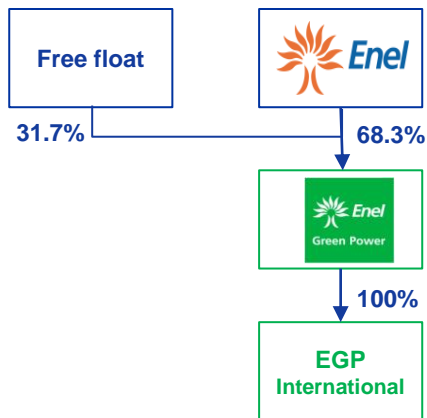 Free float
Enel
31.7%
68.3%
Enel
Green Power
100%
EGP
International